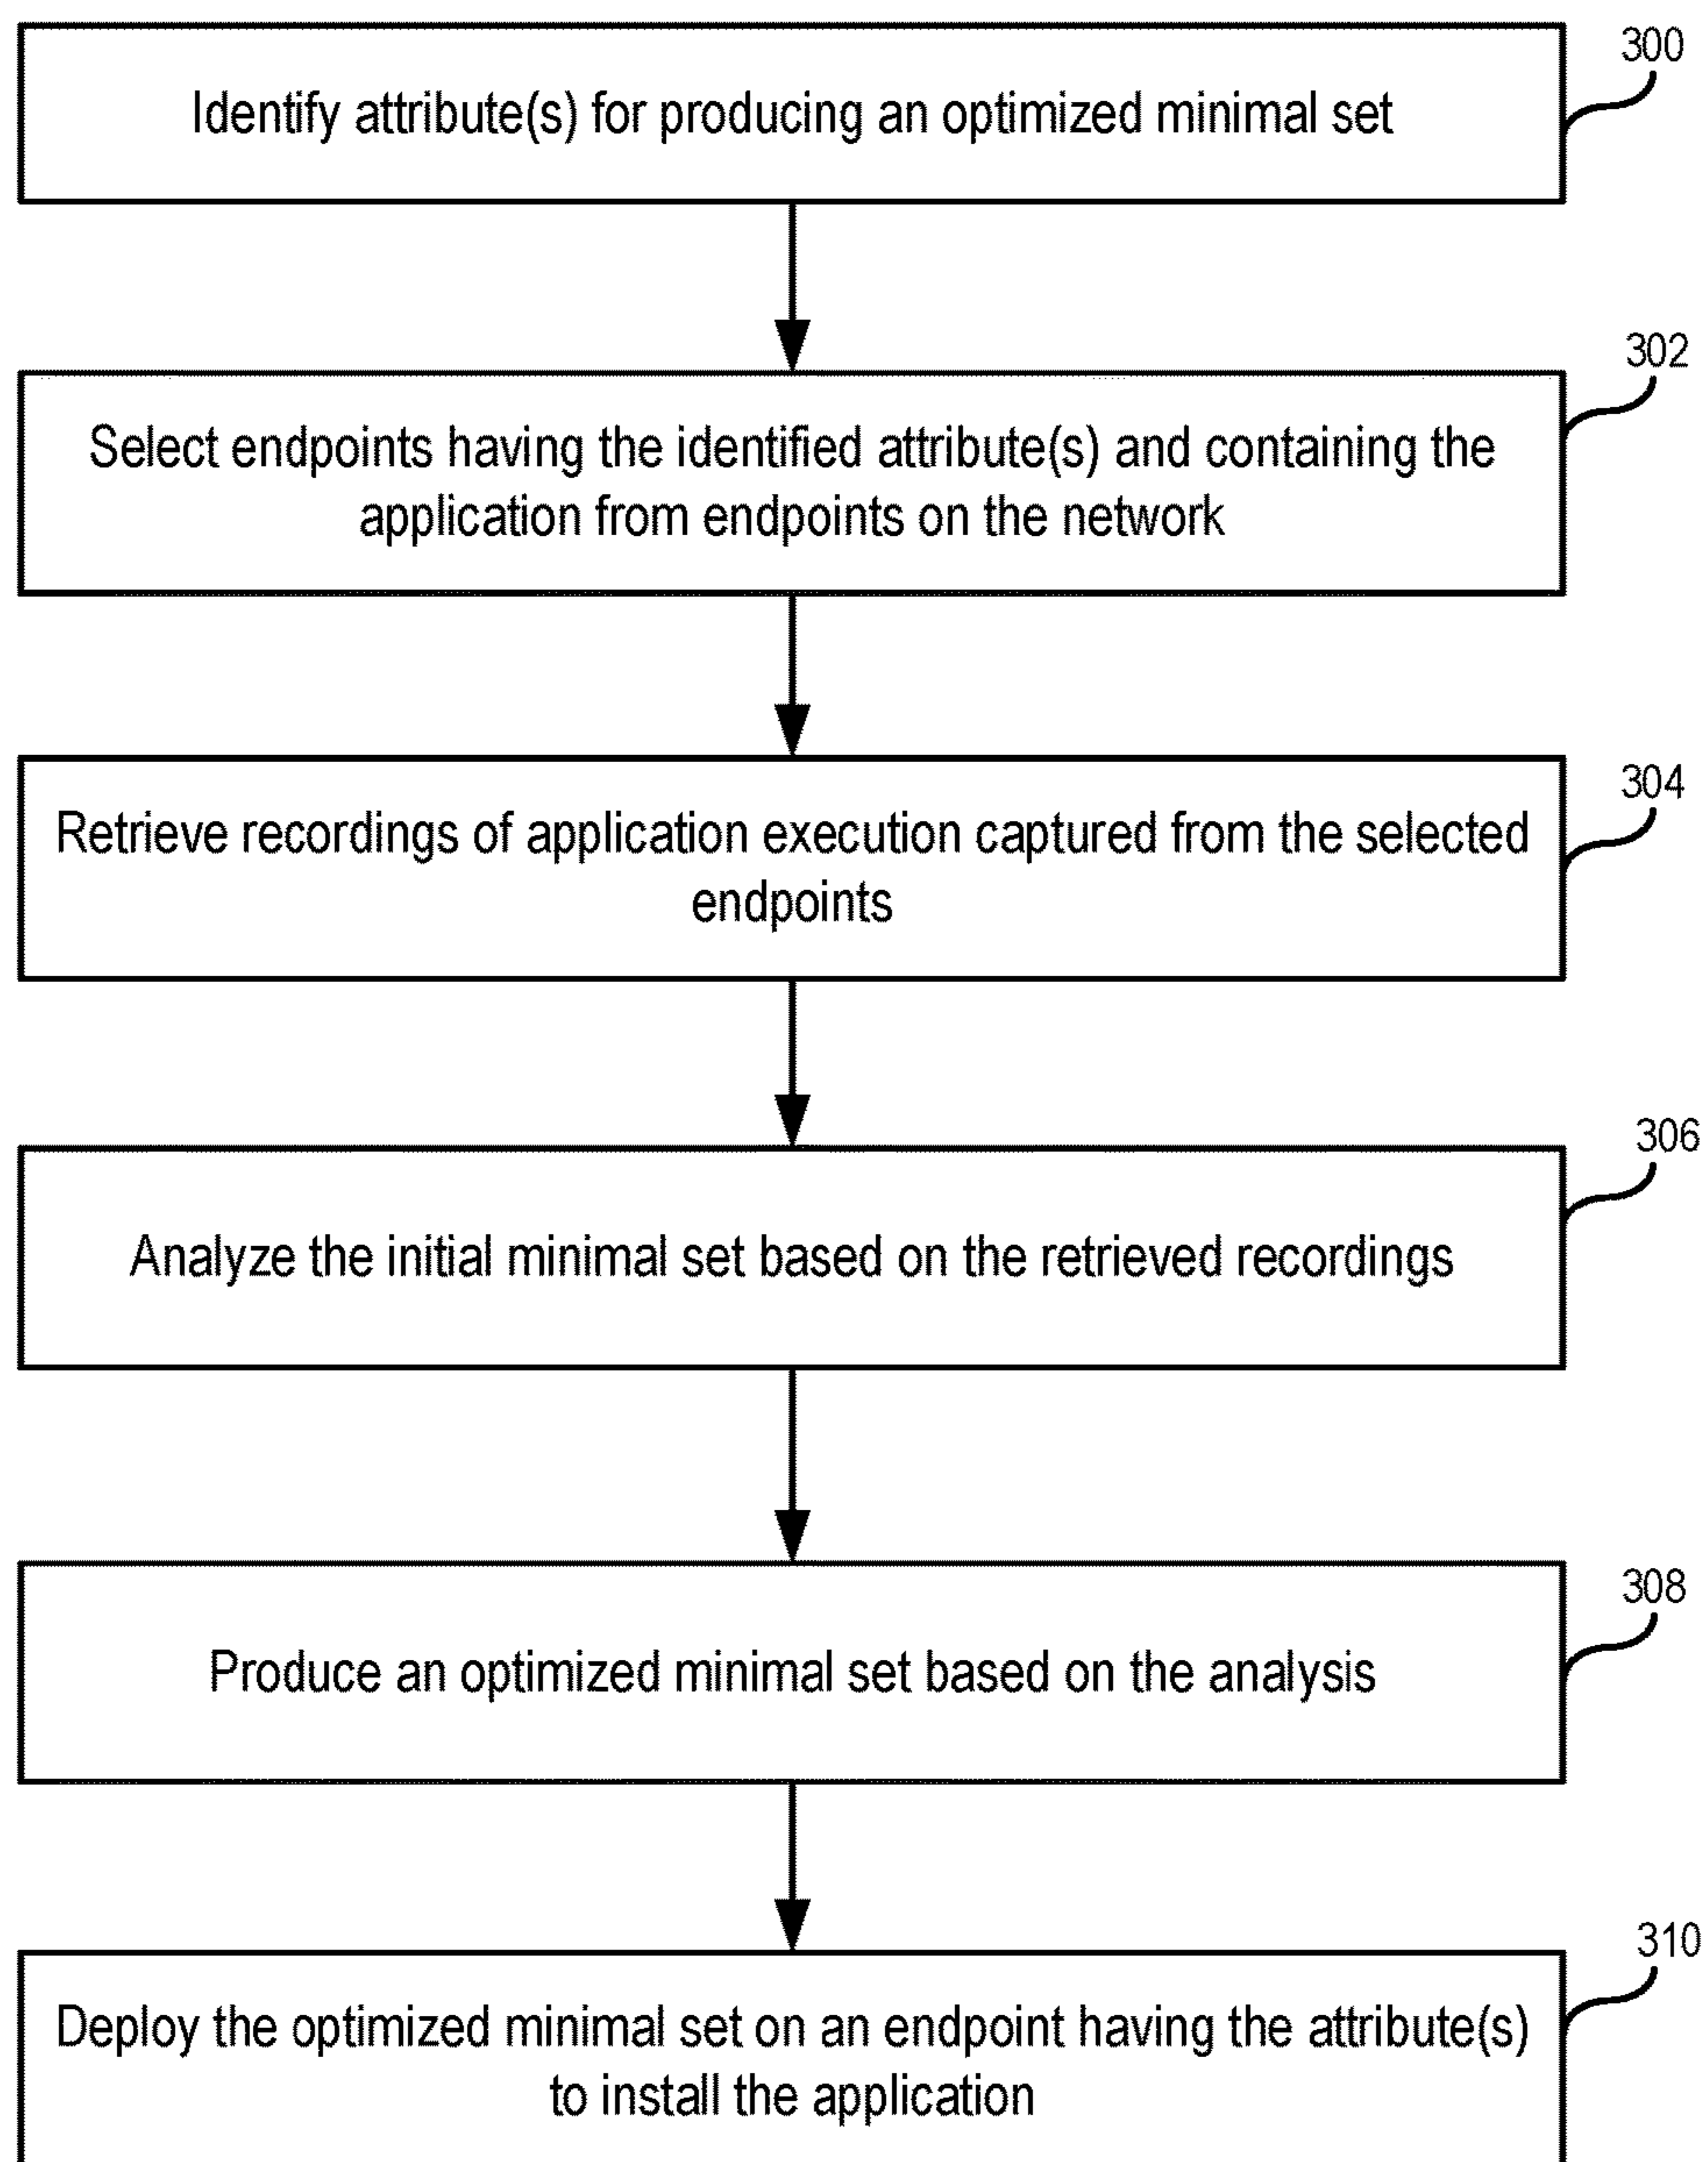 300
Identify attribute(s) for producing an optimized minimal set
302
Select endpoints having the identified attribute(s) and containing the
application from endpoints on the network
304
Retrieve recordings of application execution captured from the selected
endpoints
306
Analyze the initial minimal set based on the retrieved recordings
308
Produce an optimized minimal set based on the analysis
310
Deploy the optimized minimal set on an endpoint having the attribute(s)
to install the application